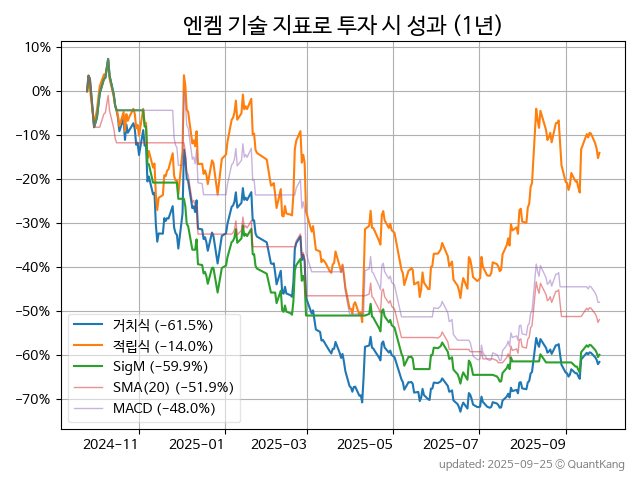 엔켐 기술 지표로 투자 시 성과 (1년)
10%
0%
−10%
−20%
−30%
−40%
−50%
−60%
−70%
거치식 (−61.5%)
적립식 (−14.0%)
SigM (−59.9%)
SMA(20) (−51.9%)
MACD (−48.0%)
2024-11
2025-01
2025-03
2025-05
2025-07
2025-09
updated: 2025-09-25 © QuantKang